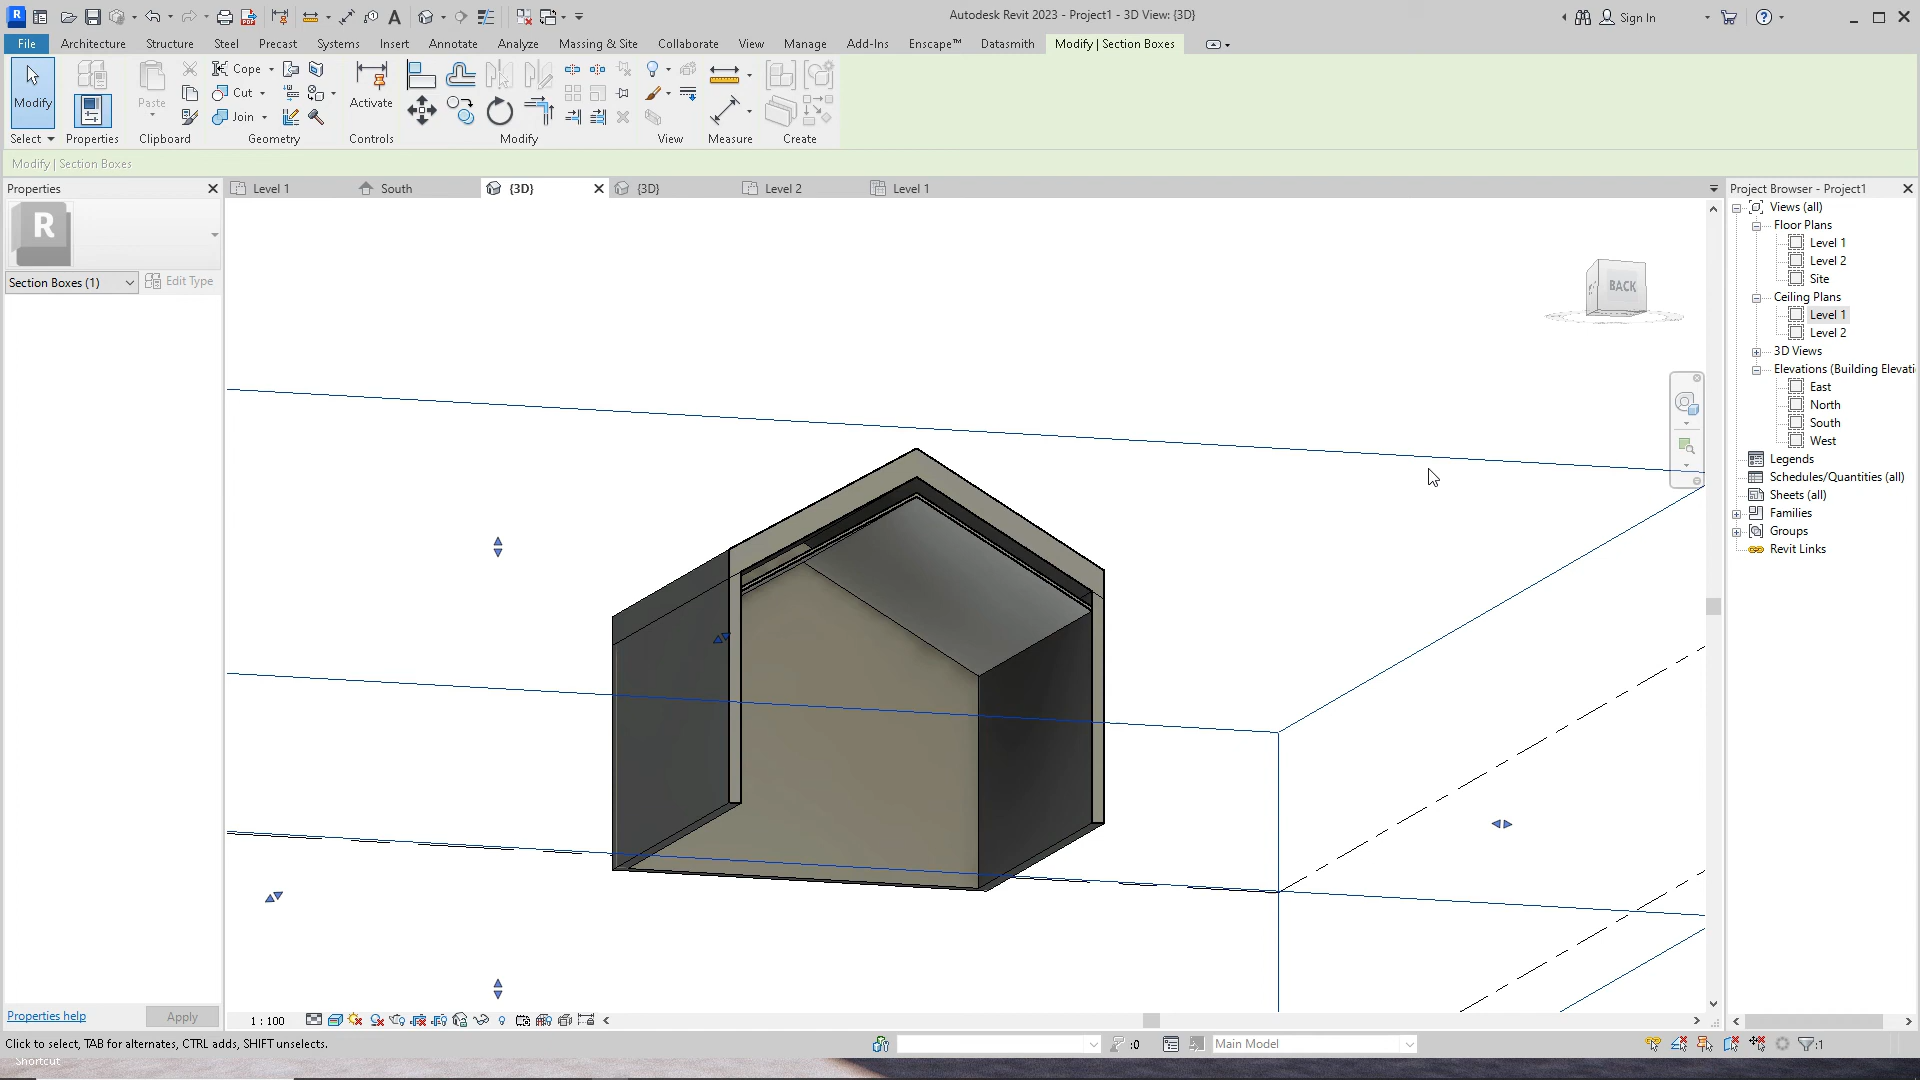 Autodesk Revit 2023 - Project1 - 3D View: {3D}
Sign In
File Architecture Structure Steel Precast Systems Insert Annotate Analyze Massing & Site Collaborate View Manage Add-Ins Enscape™ Datasmith Modify | Section Boxes
Modify
Paste
Cope
Cut
Join
Activate
Select Properties Clipboard Geometry Controls Modify View Measure Create
Modify | Section Boxes
Properties
R
Section Boxes (1)
Edit Type
Properties help
Apply
Level 1
South
{3D}
{3D}
Level 2
Level 1
BACK
1 : 100
Project Browser - Project1
Views (all)
Floor Plans
Level 1
Level 2
Site
Ceiling Plans
Level 1
Level 2
3D Views
Elevations (Building Elevati
East
North
South
West
Legends
Schedules/Quantities (all)
Sheets (all)
Families
Groups
Revit Links
Click to select, TAB for alternates, CTRL adds, SHIFT unselects.
:0
Main Model
:1
Shortcut